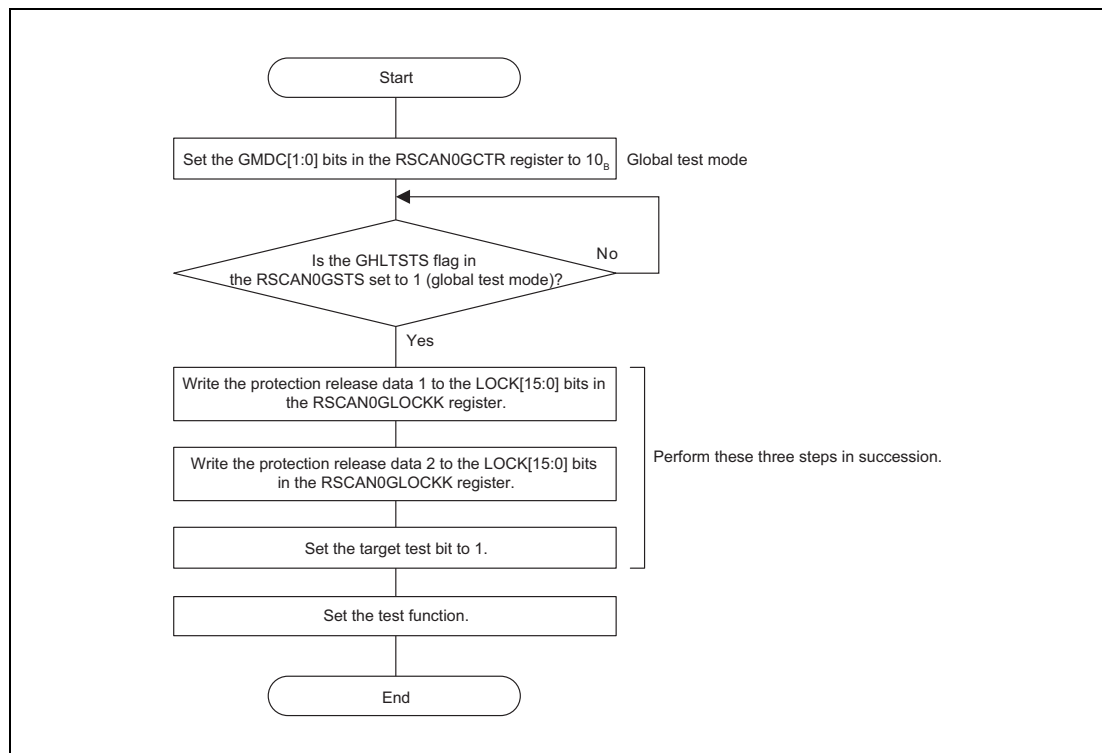 Start
Set the GMDC[1:0] bits in the RSCAN0GCTR register to 10B
Global test mode
Is the GHLTSTS flag in
the RSCAN0GSTS set to 1 (global test mode)?
No
Yes
Write the protection release data 1 to the LOCK[15:0] bits in
the RSCAN0GLOCKK register.
Write the protection release data 2 to the LOCK[15:0] bits
in the RSCAN0GLOCKK register.
Perform these three steps in succession.
Set the target test bit to 1.
Set the test function.
End